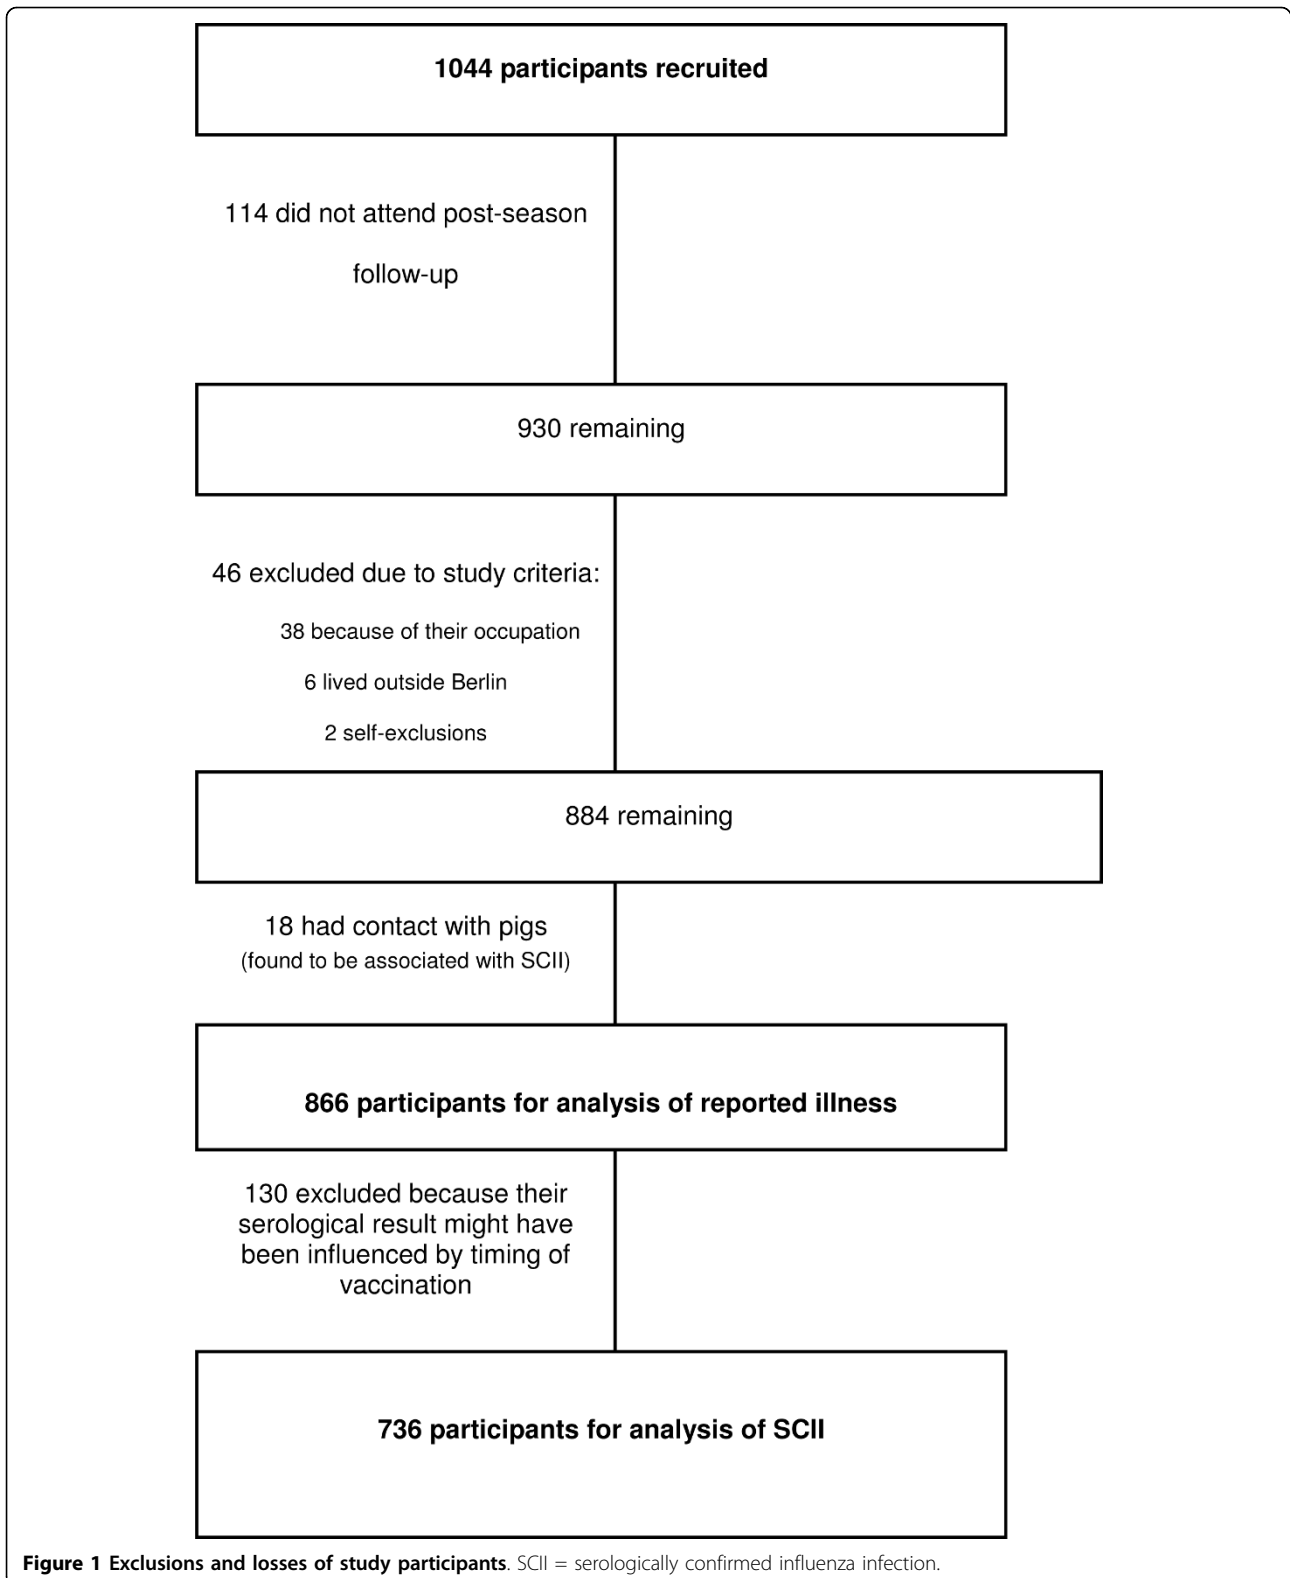 1044 participants recruited
114 did not attend post-season
follow-up
930 remaining
46 excluded due to study criteria:
38 because of their occupation
6 lived outside Berlin
2 self-exclusions
884 remaining
18 had contact with pigs
(found to be associated with SCII)
866 participants for analysis of reported illness
130 excluded because their
serological result might have
been influenced by timing of
vaccination
736 participants for analysis of SCII
Figure 1 Exclusions and losses of study participants. SCII = serologically confirmed influenza infection.